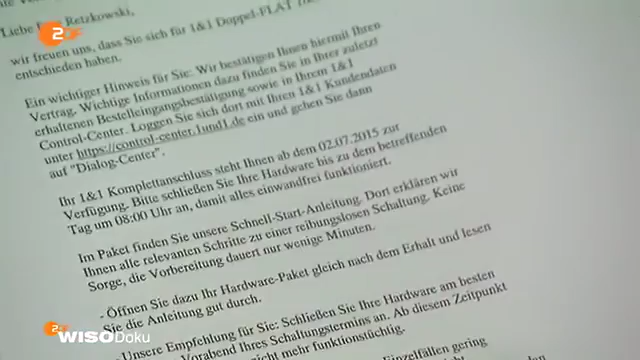 Liebe Retzkowski,
wir freuen uns, dass Sie sich für 1&1 Doppel-FLAT
entschieden haben.
Ein wichtiger Hinweis für Sie: Wir bestätigen Ihnen hiermit Ihren
Vertrag. Wichtige Informationen dazu finden Sie in Ihrer zuletzt
erhaltenen Bestelleingangsbestätigung sowie in Ihrem 1&1
Control-Center. Loggen Sie sich dort mit Ihren 1&1 Kundendaten
unter https://control-center.1und1.de ein und gehen Sie dann
auf "Dialog-Center".
Ihr 1&1 Komplettanschluss steht Ihnen ab dem 02.07.2015 zur
Verfügung. Bitte schließen Sie Ihre Hardware bis zu dem betreffenden
Tag um 08:00 Uhr an, damit alles einwandfrei funktioniert.
Im Paket finden Sie unsere Schnell-Start-Anleitung. Dort erklären wir
Ihnen alle relevanten Schritte zu einer reibungslosen Schaltung. Keine
Sorge, die Vorbereitung dauert nur wenige Minuten.
- Öffnen Sie dazu Ihr Hardware-Paket gleich nach dem Erhalt und lesen
Sie die Anleitung gut durch.
- Unsere Empfehlung für Sie: Schließen Sie Ihre Hardware am besten
Vorabend Ihres Schaltungstermins an. Ab diesem Zeitpunkt
nicht mehr funktionstüchtig.
Einzelfällen gering
ZDF
ZDF WISO Doku